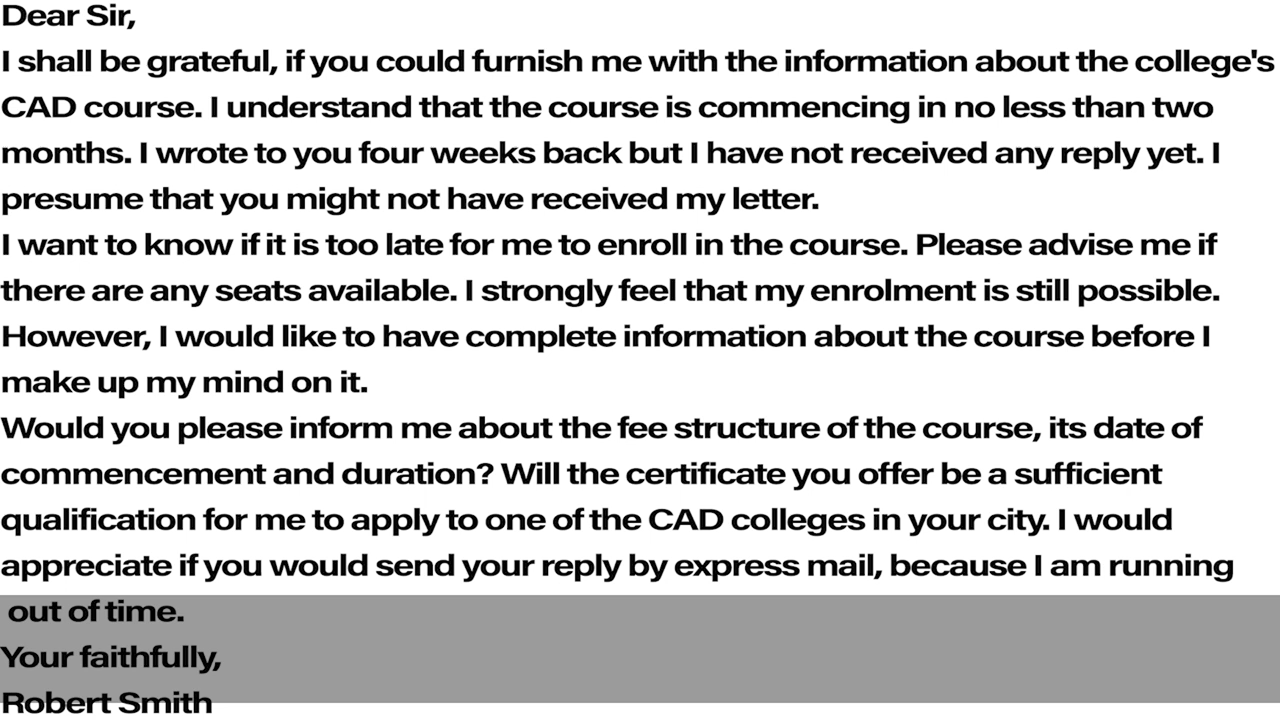 Dear Sir,
I shall be grateful, if you could furnish me with the information about the college's
CAD course. I understand that the course is commencing in no less than two
months. I wrote to you four weeks back but I have not received any reply yet. I
presume that you might not have received my letter.
I want to know if it is too late for me to enroll in the course. Please advise me if
there are any seats available. I strongly feel that my enrolment is still possible.
However, I would like to have complete information about the course before I
make up my mind on it.
Would you please inform me about the fee structure of the course, its date of
commencement and duration? Will the certificate you offer be a sufficient
qualification for me to apply to one of the CAD colleges in your city. I would
appreciate if you would send your reply by express mail, because I am running
out of time.
Your faithfully,
Robert Smith